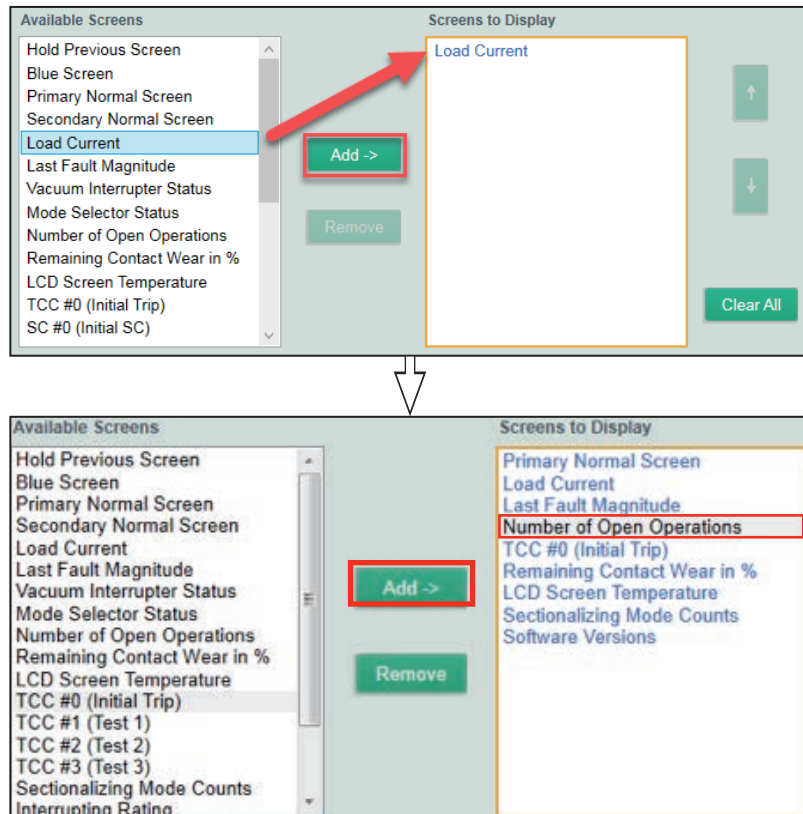 Available Screens
Hold Previous Screen
Blue Screen
Primary Normal Screen
Secondary Normal Screen
Load Current
Last Fault Magnitude
Vacuum Interrupter Status
Mode Selector Status
Number of Open Operations
Remaining Contact Wear in %
LCD Screen Temperature
TCC #0 (Initial Trip)
SC #0 (Initial SC)
Add ->
Remove
Screens to Display
Load Current
Clear All
Available Screens
Hold Previous Screen
Blue Screen
Primary Normal Screen
Secondary Normal Screen
Load Current
Last Fault Magnitude
Vacuum Interrupter Status
Mode Selector Status
Number of Open Operations
Remaining Contact Wear in %
LCD Screen Temperature
TCC #0 (Initial Trip)
TCC #1 (Test 1)
TCC #2 (Test 2)
TCC #3 (Test 3)
Sectionalizing Mode Counts
Interrupting Rating
Add ->
Remove
Screens to Display
Primary Normal Screen
Load Current
Last Fault Magnitude
Number of Open Operations
TCC #0 (Initial Trip)
Remaining Contact Wear in %
LCD Screen Temperature
Sectionalizing Mode Counts
Software Versions